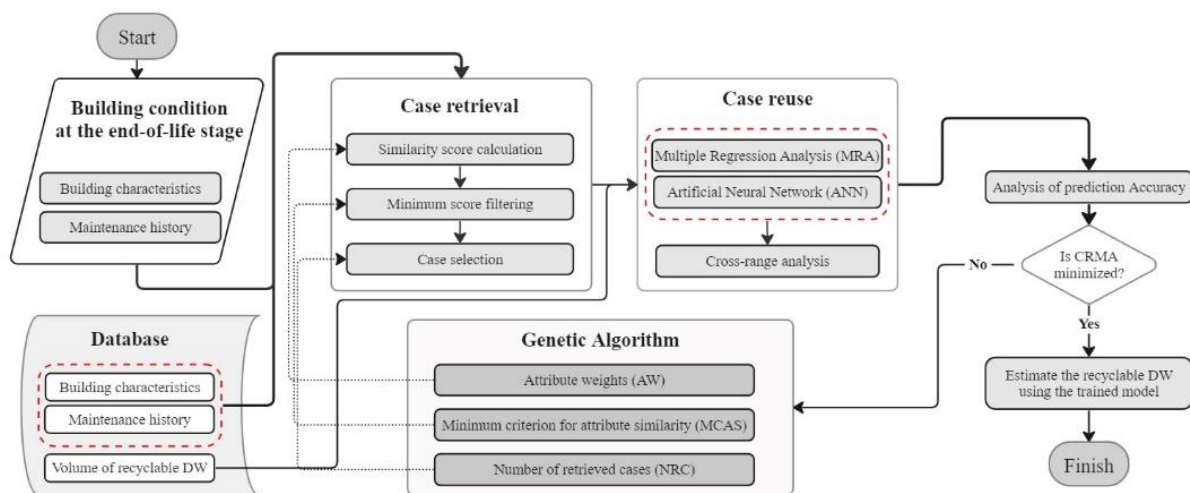 Start
Building condition
at the end-of-life stage
Building characteristics
Maintenance history
Case retrieval
Similarity score calculation
Minimum score filtering
Case selection
Case reuse
Multiple Regression Analysis (MRA)
Artificial Neural Network (ANN)
Cross-range analysis
Analysis of prediction Accuracy
Is CRMA
minimized?
No
Yes
Estimate the recyclable DW
using the trained model
Finish
Database
Building characteristics
Maintenance history
Volume of recyclable DW
Genetic Algorithm
Attribute weights (AW)
Minimum criterion for attribute similarity (MCAS)
Number of retrieved cases (NRC)